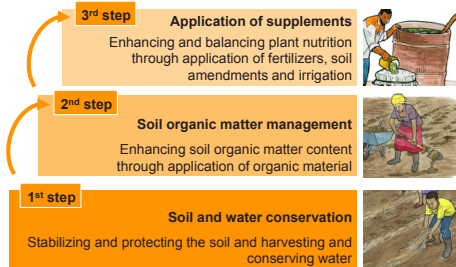 3rd step
Application of supplements
Enhancing and balancing plant nutrition
through application of fertilizers, soil
amendments and irrigation
2nd step
Soil organic matter management
Enhancing soil organic matter content
through application of organic material
1st step
Soil and water conservation
Stabilizing and protecting the soil and harvesting and
conserving water